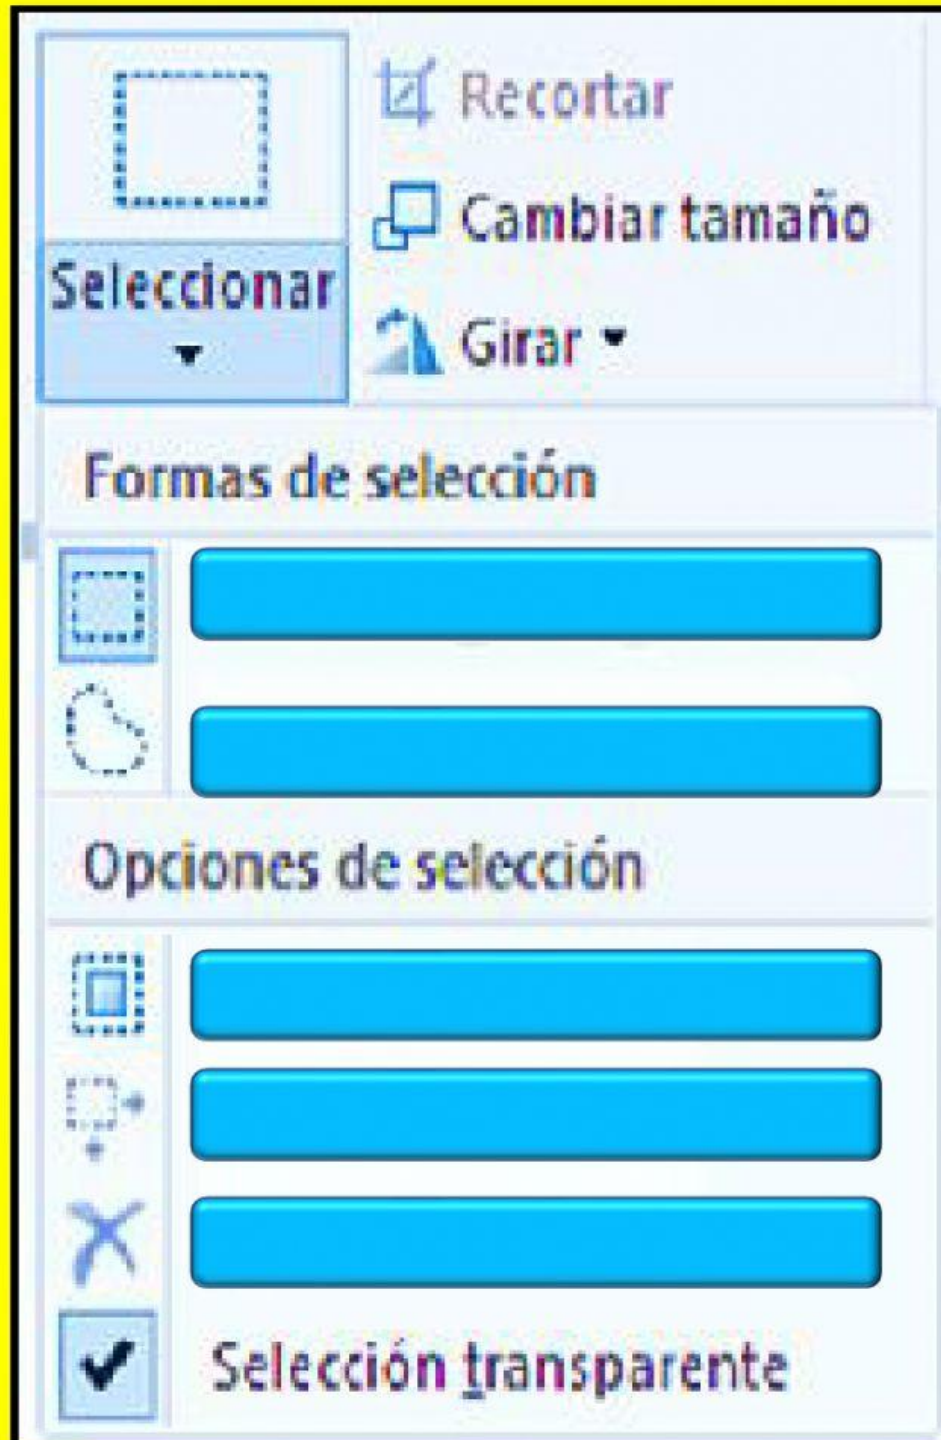 Recortar
Cambiar tamaño
Seleccionar
Girar
Formas de selección
Opciones de selección
Selección transparente